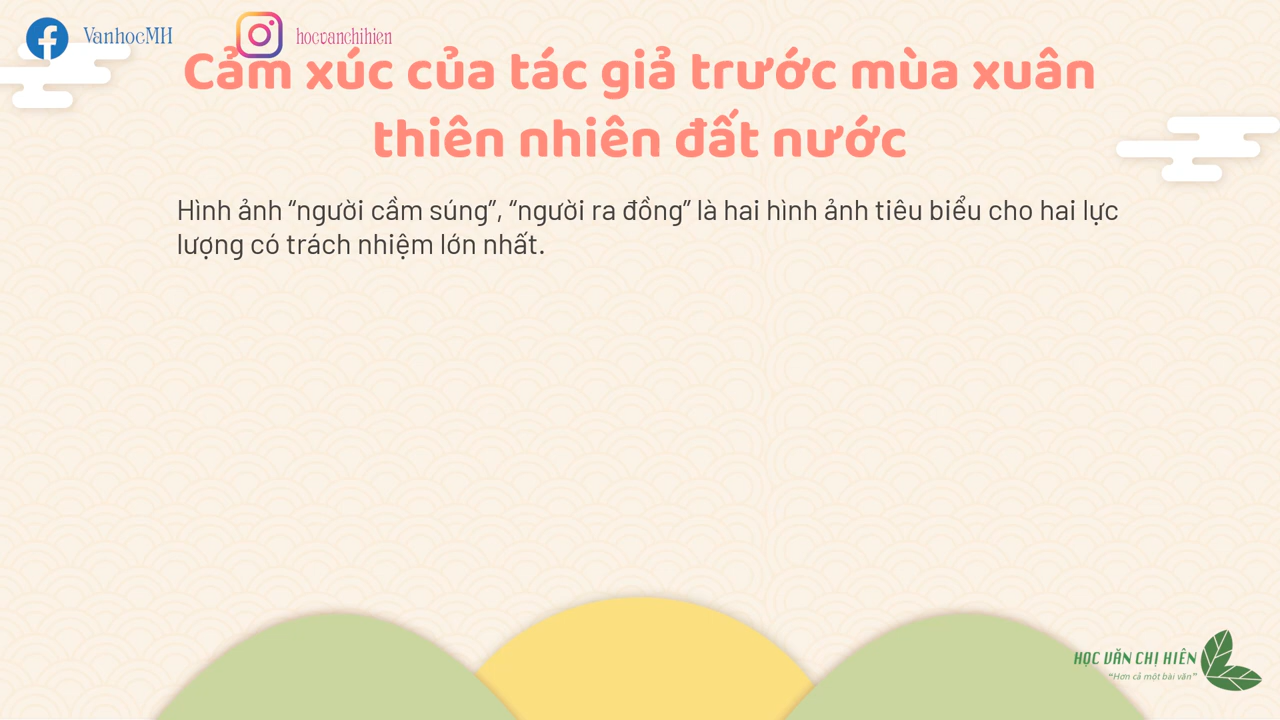 VanhocMH
hocvanchihien
Cảm xúc của tác giả trước mùa xuân
thiên nhiên đất nước
Hình ảnh “người cầm súng”, “người ra đồng” là hai hình ảnh tiêu biểu cho hai lực
lượng có trách nhiệm lớn nhất.
HỌC VĂN CHỊ HIÊN
“Hơn cả một bài văn”